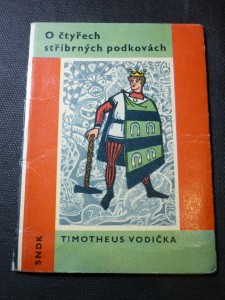 O čtyřech
stříbrných podkovách
SNDK
TIMOTHEUS VODIČKA